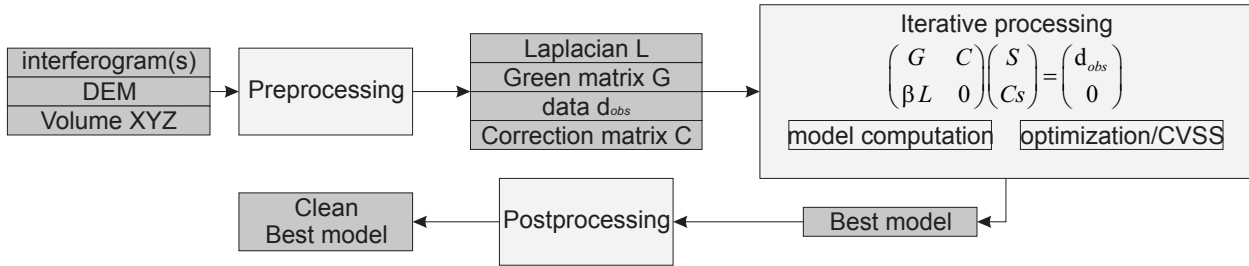 interferogram(s)
DEM
Volume XYZ
Preprocessing
Laplacian L
Green matrix G
data dobs
Correction matrix C
Iterative processing
G C S = dobs
βL 0 Cs 0
model computation
optimization/CVSS
Best model
Postprocessing
Clean
Best model